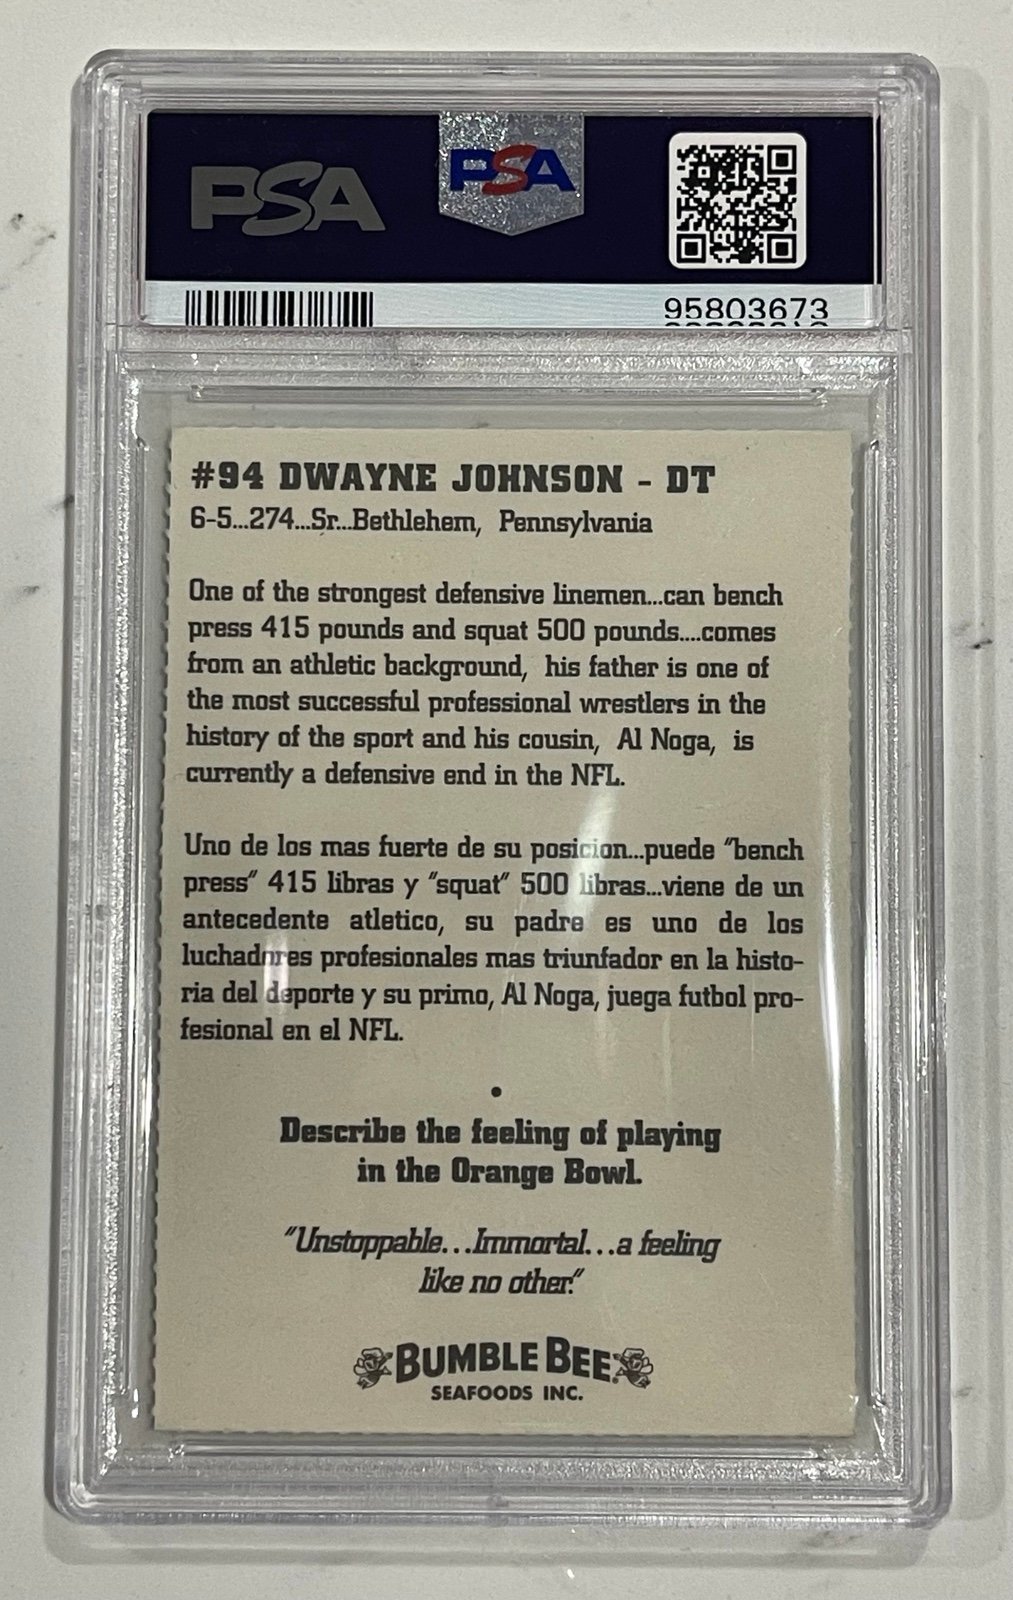 PSA
PSA
95803673
#94 DWAYNE JOHNSON - DT
6-5...274...Sr...Bethlehem, Pennsylvania
One of the strongest defensive linemen...can bench
press 415 pounds and squat 500 pounds....comes
from an athletic background, his father is one of
the most successful professional wrestlers in the
history of the sport and his cousin, Al Noga, is
currently a defensive end in the NFL.
Uno de los mas fuerte de su posicion...puede "bench
press" 415 libras y "squat" 500 libras...viene de un
antecedente atletico, su padre es uno de los
luchadores profesionales mas triunfador en la histo-
ria del deporte y su primo, Al Noga, juega futbol pro-
fesional en el NFL.
•
Describe the feeling of playing
in the Orange Bowl.
"Unstoppable...Immortal...a feeling
like no other."
BUMBLE BEE®
SEAFOODS INC.